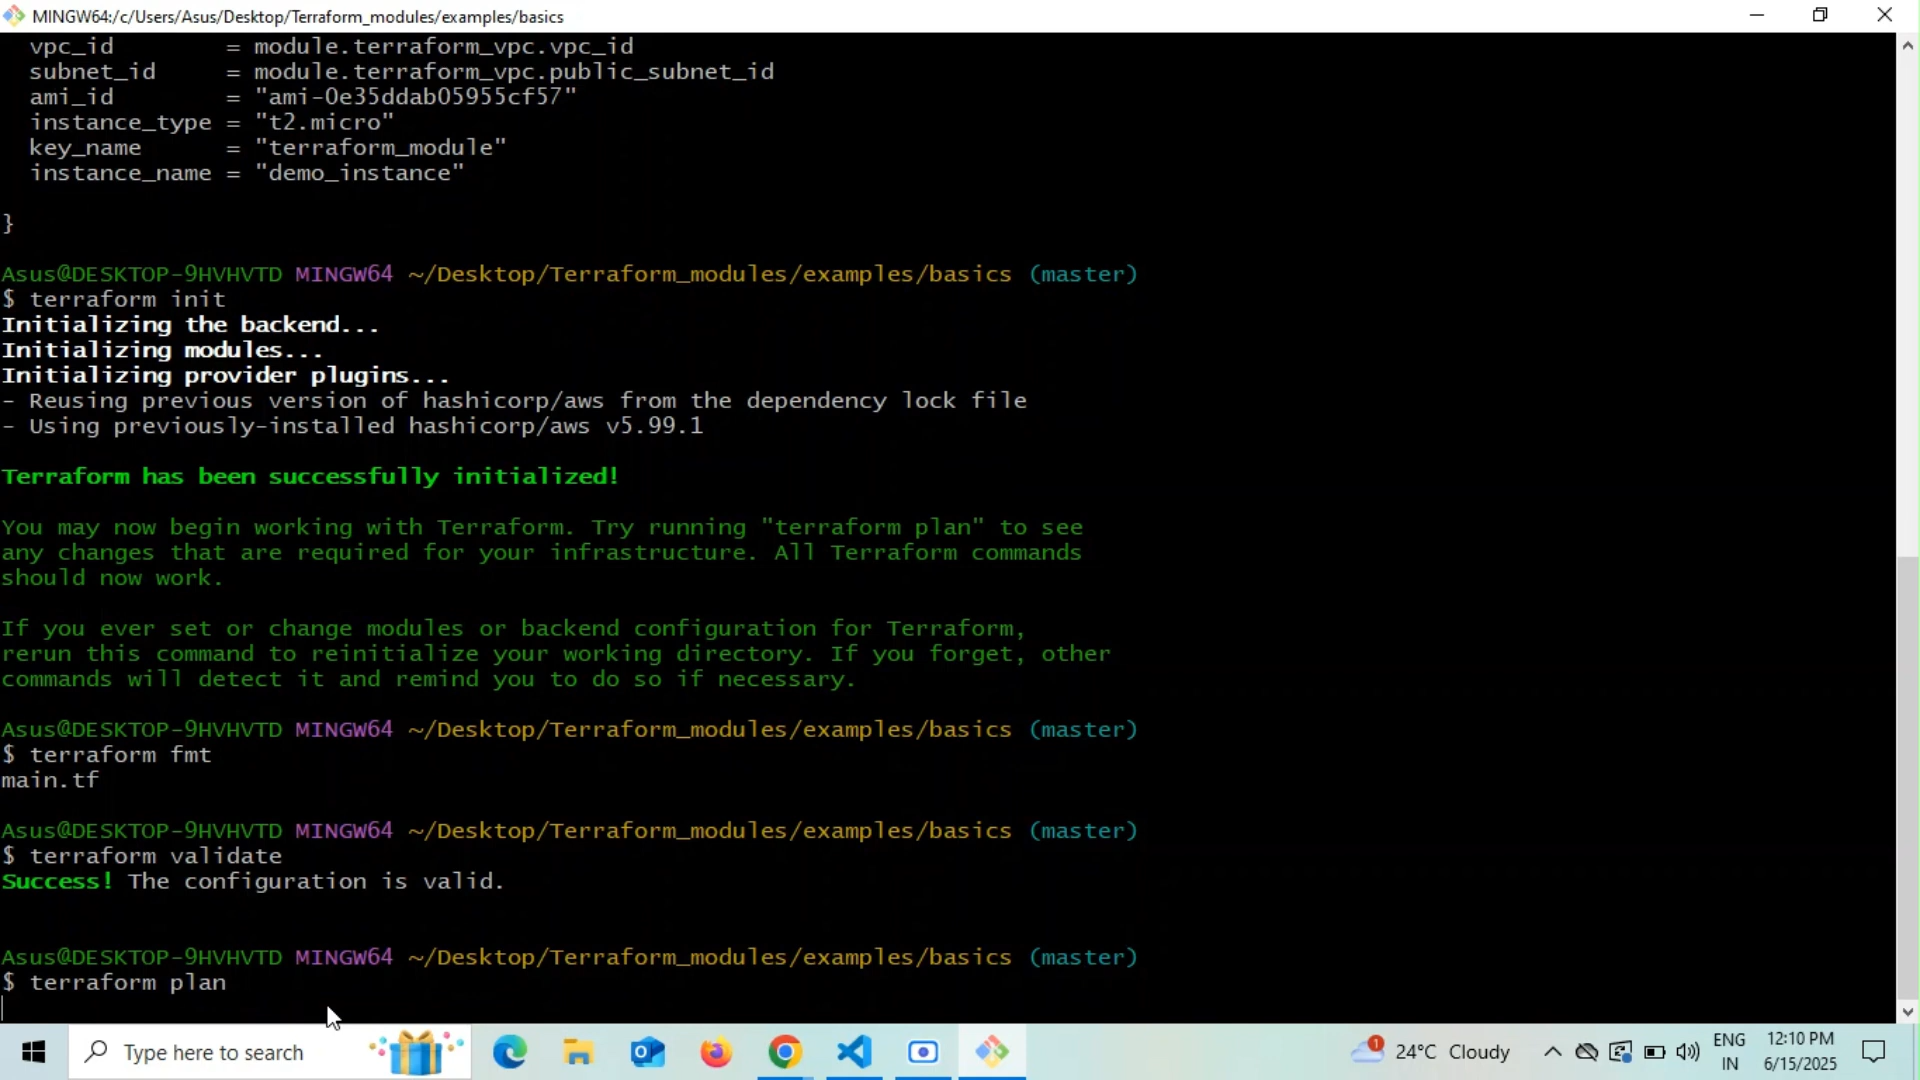 MINGW64:/c/Users/Asus/Desktop/Terraform_modules/examples/basics
vpc_id = module.terraform_vpc.vpc_id
subnet_id = module.terraform_vpc.public_subnet_id
ami_id = "ami-0e35ddab05955cf57"
instance_type = "t2.micro"
key_name = "terraform_module"
instance_name = "demo_instance"
}
Asus@DESKTOP-9HVHVTD MINGW64 ~/Desktop/Terraform_modules/examples/basics (master)
$ terraform init
Initializing the backend...
Initializing modules...
Initializing provider plugins...
- Reusing previous version of hashicorp/aws from the dependency lock file
- Using previously-installed hashicorp/aws v5.99.1
Terraform has been successfully initialized!
You may now begin working with Terraform. Try running "terraform plan" to see
any changes that are required for your infrastructure. All Terraform commands
should now work.
If you ever set or change modules or backend configuration for Terraform,
rerun this command to reinitialize your working directory. If you forget, other
commands will detect it and remind you to do so if necessary.
Asus@DESKTOP-9HVHVTD MINGW64 ~/Desktop/Terraform_modules/examples/basics (master)
$ terraform fmt
main.tf
Asus@DESKTOP-9HVHVTD MINGW64 ~/Desktop/Terraform_modules/examples/basics (master)
$ terraform validate
Success! The configuration is valid.
Asus@DESKTOP-9HVHVTD MINGW64 ~/Desktop/Terraform_modules/examples/basics (master)
$ terraform plan
Type here to search
1
24°C Cloudy
ENG
IN
12:10 PM
6/15/2025